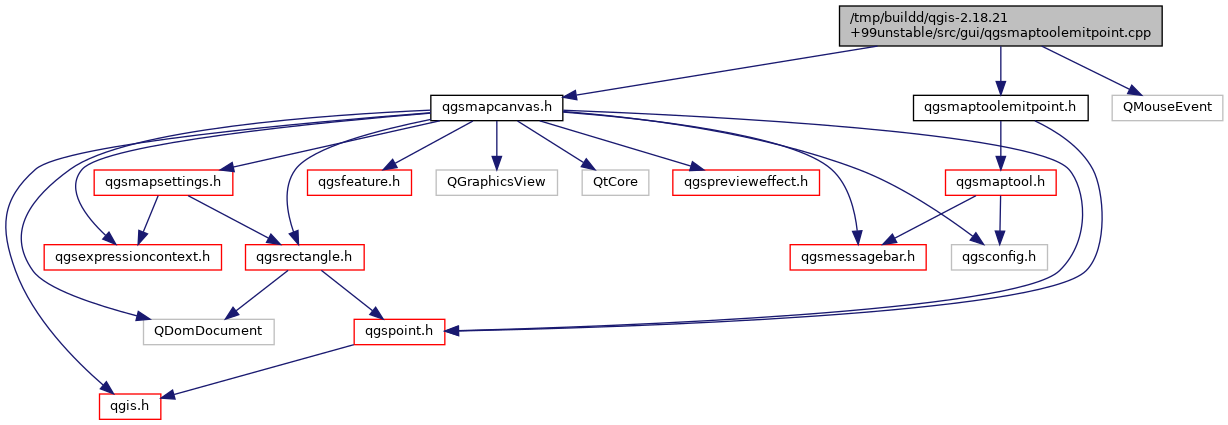 /tmp/buildd/qgis-2.18.21
+99unstable/src/gui/qgsmaptoolemitpoint.cpp
qgsmapcanvas.h
qgsmaptoolemitpoint.h
QMouseEvent
qgsmapsettings.h
qgsfeature.h
QGraphicsView
QtCore
qgsprevieweffect.h
qgsmaptool.h
qgsexpressioncontext.h
qgsrectangle.h
qgsmessagebar.h
qgsconfig.h
QDomDocument
qgspoint.h
qgis.h